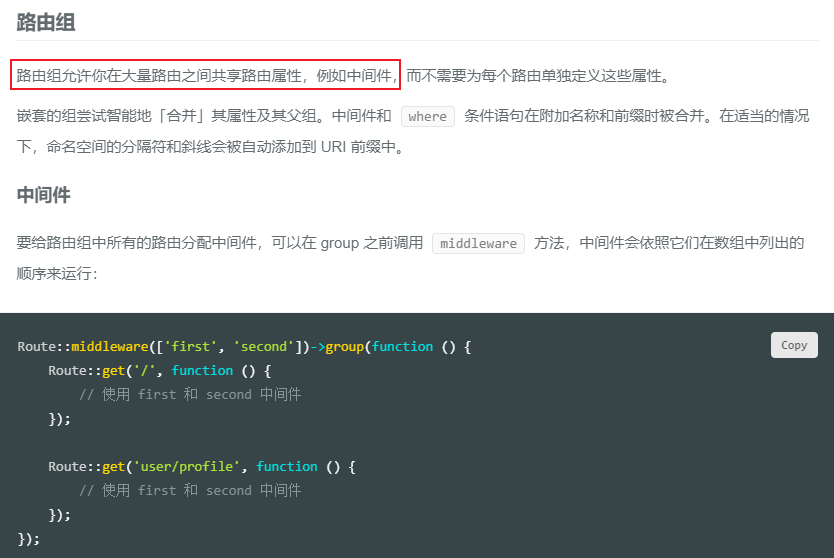 路由组
路由组允许你在大量路由之间共享路由属性，例如中间件，而不需要为每个路由单独定义这些属性。
嵌套的组尝试智能地「合并」其属性及其父组。中间件和 where 条件语句在附加名称和前缀时被合并。在适当的情况
下，命名空间的分隔符和斜线会被自动添加到 URI 前缀中。
中间件
要给路由组中所有的路由分配中间件，可以在 group 之前调用 middleware 方法，中间件会依照它们在数组中列出的
顺序来运行：
Copy
Route::middleware(['first', 'second'])->group(function () {
    Route::get('/', function () {
        // 使用 first 和 second 中间件
    });

    Route::get('user/profile', function () {
        // 使用 first 和 second 中间件
    });
});